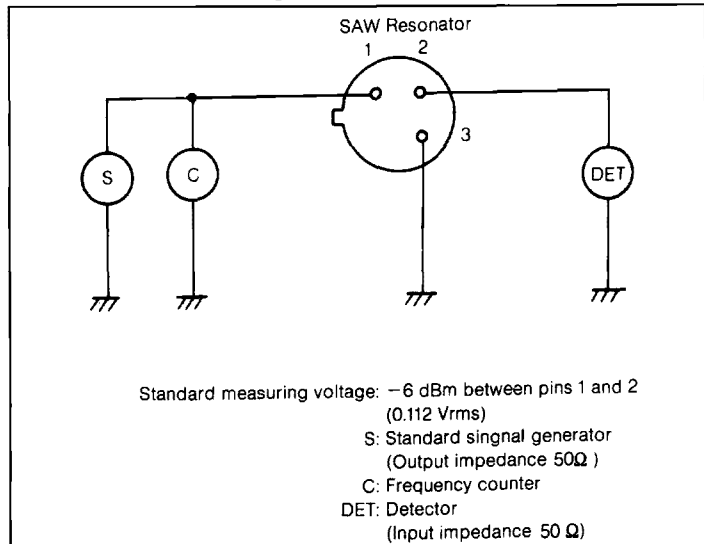 SAW Resonator
1 2
3
S
C
DET
Standard measuring voltage: −6 dBm between pins 1 and 2
(0.112 Vrms)
S: Standard singnal generator
(Output impedance 50Ω )
C: Frequency counter
DET: Detector
(Input impedance 50 Ω)